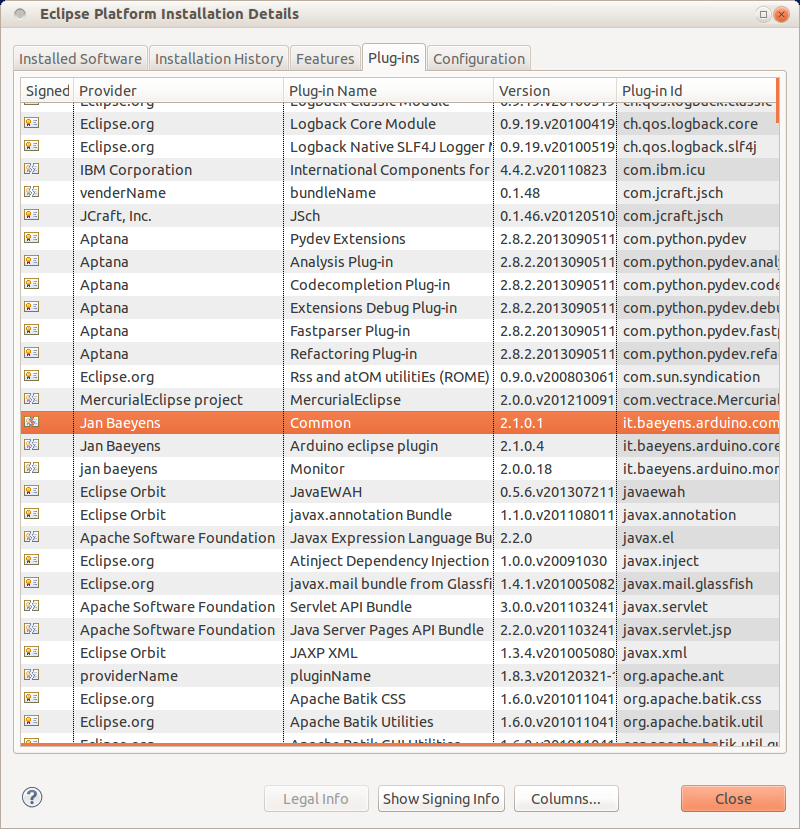 Eclipse Platform Installation Details
Installed Software Installation History Features Plug-ins Configuration
Signed Provider Plug-in Name Version Plug-in Id
Eclipse.org Logback Classic Module 0.9.19.v20100519 ch.qos.logback.classic
Eclipse.org Logback Core Module 0.9.19.v20100419 ch.qos.logback.core
Eclipse.org Logback Native SLF4J Logger 0.9.19.v20100519 ch.qos.logback.slf4j
IBM Corporation International Components for 4.4.2.v20110823 com.ibm.icu
venderName bundleName 0.1.48 com.jcraft.jsch
JCraft, Inc. JSch 0.1.46.v20120510 com.jcraft.jsch
Aptana Pydev Extensions 2.8.2.2013090511 com.python.pydev
Aptana Analysis Plug-in 2.8.2.2013090511 com.python.pydev.anal
Aptana Codecompletion Plug-in 2.8.2.2013090511 com.python.pydev.code
Aptana Extensions Debug Plug-in 2.8.2.2013090511 com.python.pydev.debu
Aptana Fastparser Plug-in 2.8.2.2013090511 com.python.pydev.fastp
Aptana Refactoring Plug-in 2.8.2.2013090511 com.python.pydev.refa
Eclipse.org Rss and atOM utilitiEs (ROME) 0.9.0.v200803061 com.sun.syndication
MercurialEclipse project MercurialEclipse 2.0.0.v201210091 com.vectrace.Mercurial
Jan Baeyens Common 2.1.0.1 it.baeyens.arduino.com
Jan Baeyens Arduino eclipse plugin 2.1.0.4 it.baeyens.arduino.core
jan baeyens Monitor 2.0.0.18 it.baeyens.arduino.mor
Eclipse Orbit JavaEWAH 0.5.6.v201307211 javaewah
Eclipse Orbit javax.annotation Bundle 1.1.0.v201108011 javax.annotation
Apache Software Foundation Javax Expression Language Bu 2.2.0 javax.el
Eclipse.org Atinject Dependency Injection 1.0.0.v20091030 javax.inject
Eclipse.org javax.mail bundle from Glassfi 1.4.1.v201005082 javax.mail.glassfish
Apache Software Foundation Servlet API Bundle 3.0.0.v201103241 javax.servlet
Apache Software Foundation Java Server Pages API Bundle 2.2.0.v201103241 javax.servlet.jsp
Eclipse Orbit JAXP XML 1.3.4.v201005080 javax.xml
providerName pluginName 1.8.3.v20120321-1 org.apache.ant
Eclipse.org Apache Batik CSS 1.6.0.v201011041 org.apache.batik.css
Eclipse.org Apache Batik Utilities 1.6.0.v201011041 org.apache.batik.util
Eclipse.org Apache Batik GUI Utilities 1.6.0.v201011041
Legal Info Show Signing Info Columns... Close